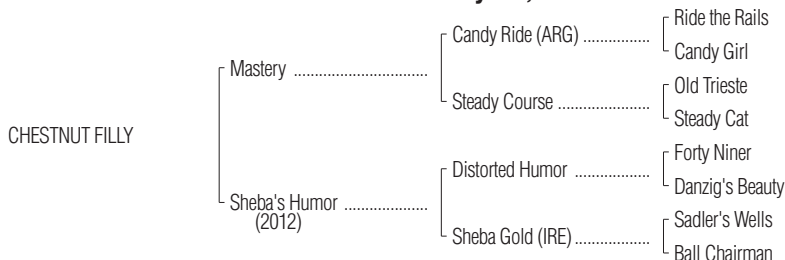 Ride the Rails
Candy Ride (ARG) ................
Candy Girl
Mastery ................................
Old Trieste
Steady Course ......................
Steady Cat
CHESTNUT FILLY
Forty Niner
Distorted Humor ..................
Danzig's Beauty
Sheba's Humor ....................
(2012)
Sadler's Wells
Sheba Gold (IRE)..................
Ball Chairman